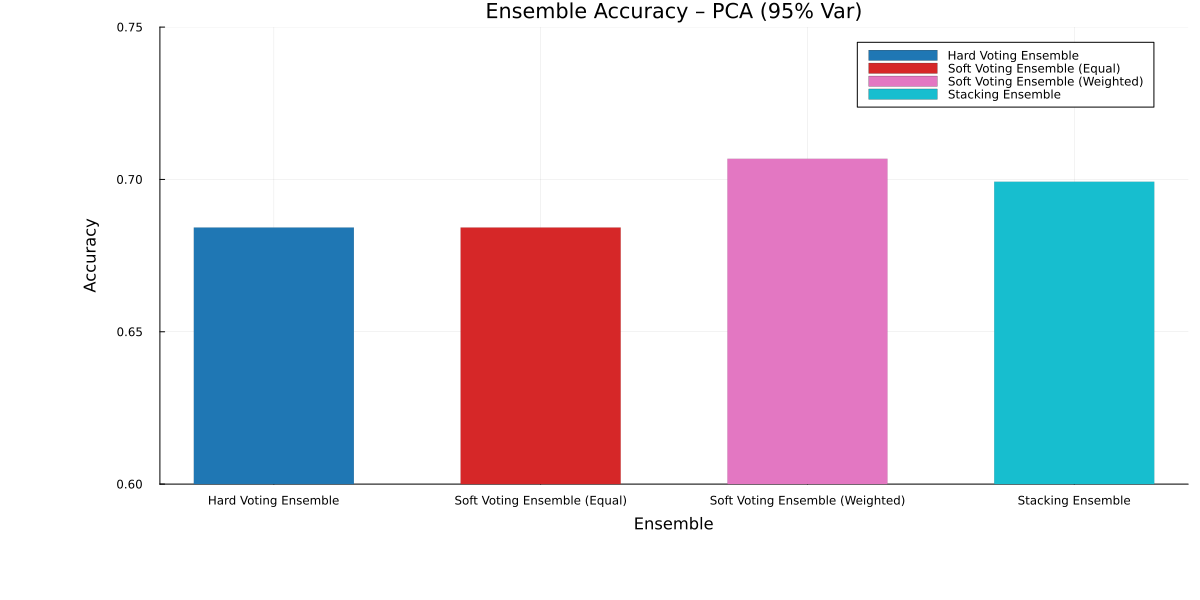 Ensemble Accuracy – PCA (95% Var)
0.75
Hard Voting Ensemble
Soft Voting Ensemble (Equal)
Soft Voting Ensemble (Weighted)
Stacking Ensemble
0.70
Accuracy
0.65
0.60
Hard Voting Ensemble
Soft Voting Ensemble (Equal)
Soft Voting Ensemble (Weighted)
Stacking Ensemble
Ensemble